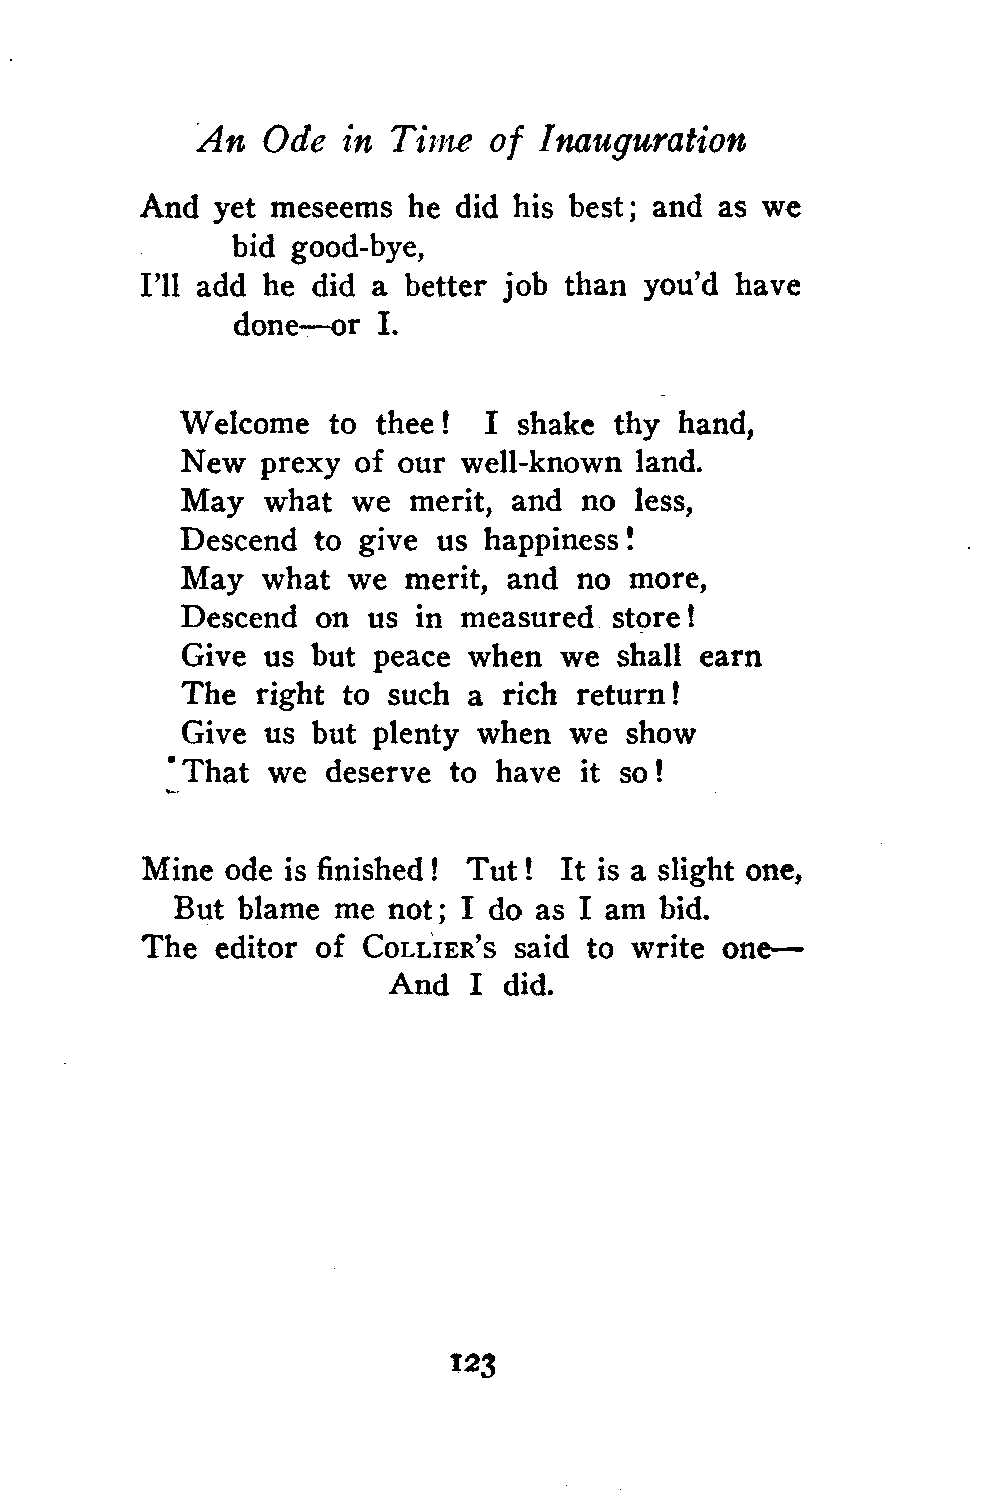 An Ode in Time of Inauguration
And yet meseems he did his best; and as we
bid good-bye,
I'll add he did a better job than you'd have
done—or I.
Welcome to thee! I shake thy hand,
New prexy of our well-known land.
May what we merit, and no less,
Descend to give us happiness!
May what we merit, and no more,
Descend on us in measured store!
Give us but peace when we shall earn
The right to such a rich return!
Give us but plenty when we show
That we deserve to have it so!
Mine ode is finished! Tut! It is a slight one,
But blame me not; I do as I am bid.
The editor of COLLIER'S said to write one—
And I did.
123